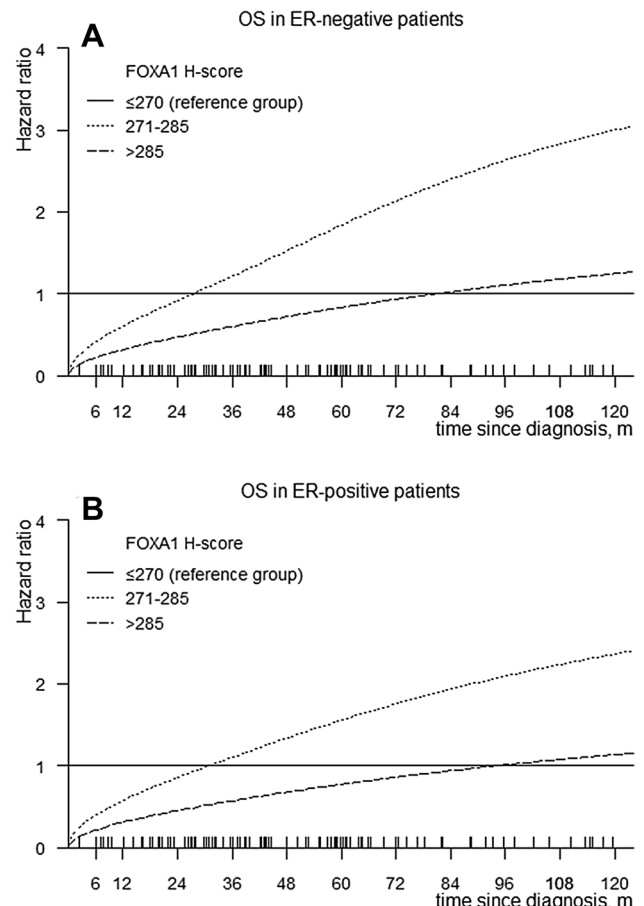 OS in ER-negative patients
A
4
3
2
1
0
Hazard ratio
FOXA1 H-score
≤270 (reference group)
271-285
>285
6 12 24 36 48 60 72 84 96 108 120
time since diagnosis, m
OS in ER-positive patients
B
4
3
2
1
0
Hazard ratio
FOXA1 H-score
≤270 (reference group)
271-285
>285
6 12 24 36 48 60 72 84 96 108 120
time since diagnosis, m